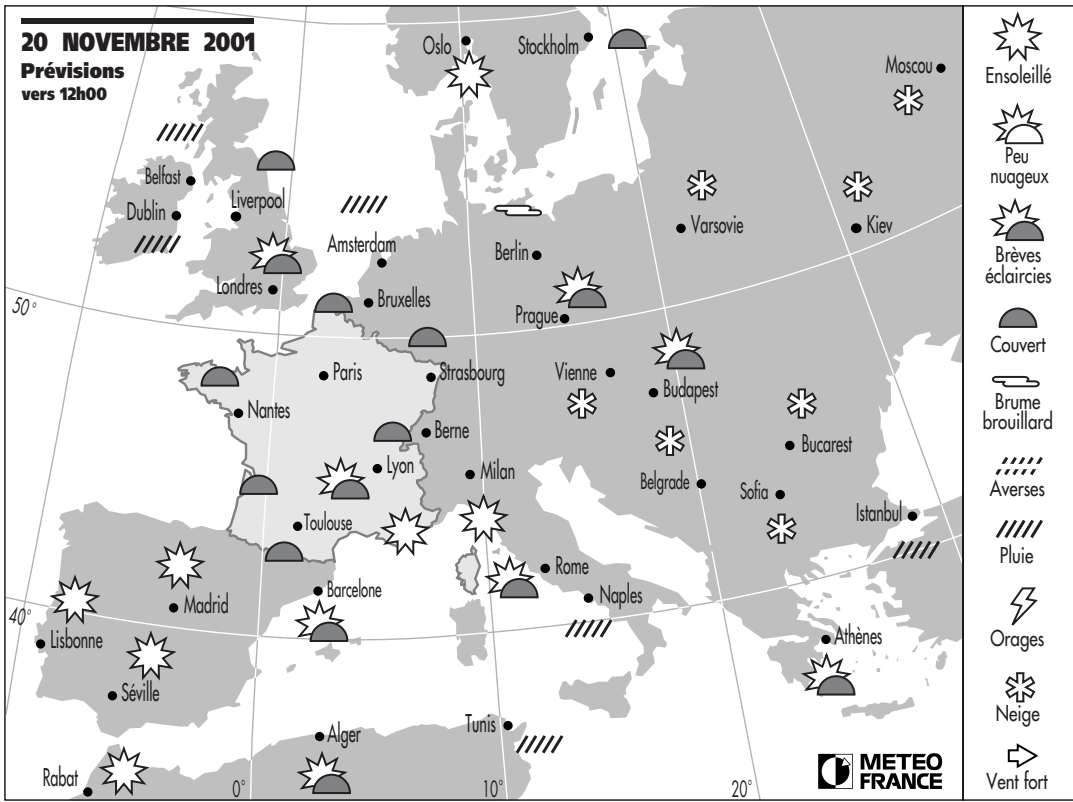 20 NOVEMBRE 2001
Prévisions
vers 12h00
Oslo
Stockholm
Moscou
Belfast
Dublin
Liverpool
Londres
Amsterdam
Bruxelles
Berlin
Varsovie
Kiev
Prague
50°
Paris
Strasbourg
Vienne
Budapest
Nantes
Berne
Lyon
Milan
Bucarest
Belgrade
Sofia
Istanbul
Toulouse
Barcelone
Rome
Naples
Madrid
40°
Lisbonne
Séville
Athènes
Alger
Tunis
Rabat
0°
10°
20°
METEO
FRANCE
Ensoleillé
Peu
nuageux
Brèves
éclaircies
Couvert
Brume
brouillard
Averses
Pluie
Orages
Neige
Vent fort